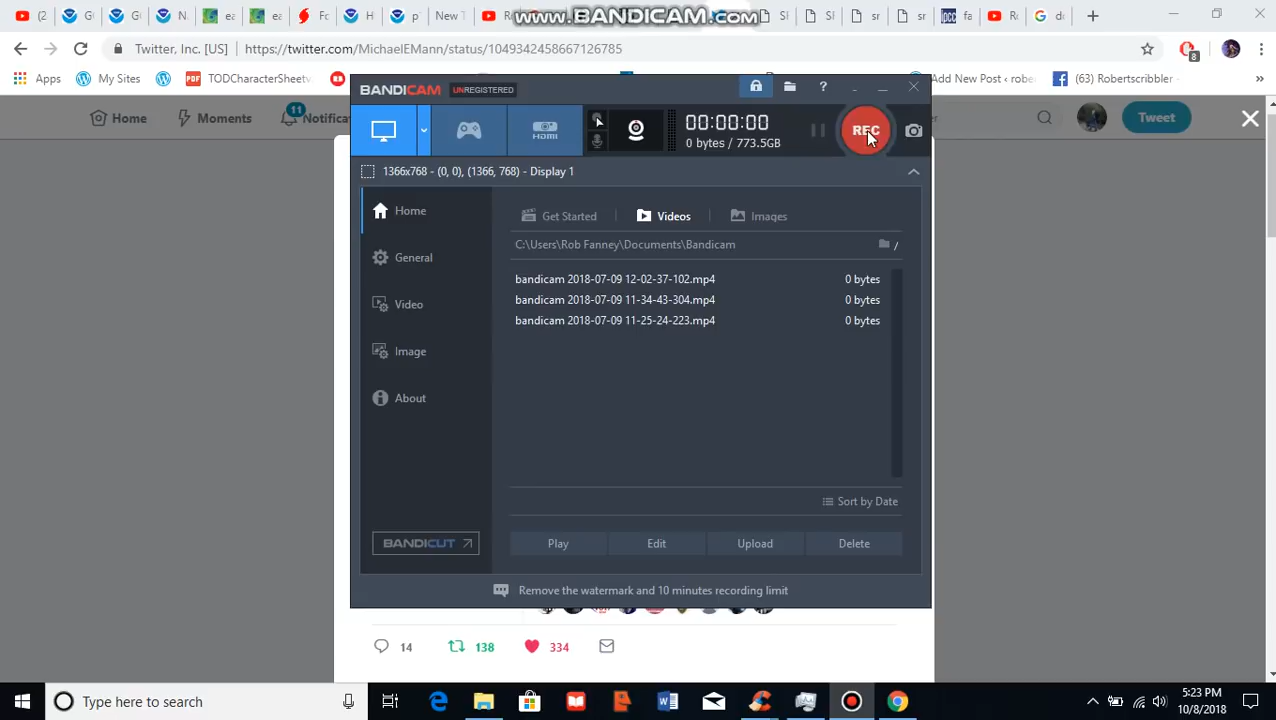 www.BANDICAM.com
Twitter, Inc. [US] | https://twitter.com/MichaelEMann/status/1049342458667126785
8
Apps My Sites TODCharacterSheet Add New Post ‹ robe (63) Robertscribbler - »
Home Moments 11 Notifica Tweet
BANDICAM UNREGISTERED ?
HDMI 00:00:00 REC
0 bytes / 773.5GB
1366x768 - (0, 0), (1366, 768) - Display 1
Home
General
Video
Image
About
BANDICUT
Get Started | Videos | Images
C:\Users\Rob Fanney\Documents\Bandicam /
bandicam 2018-07-09 12-02-37-102.mp4 0 bytes
bandicam 2018-07-09 11-34-43-304.mp4 0 bytes
bandicam 2018-07-09 11-25-24-223.mp4 0 bytes
Sort by Date
Play Edit Upload Delete
Remove the watermark and 10 minutes recording limit
14 138 334
Type here to search
5:23 PM
10/8/2018